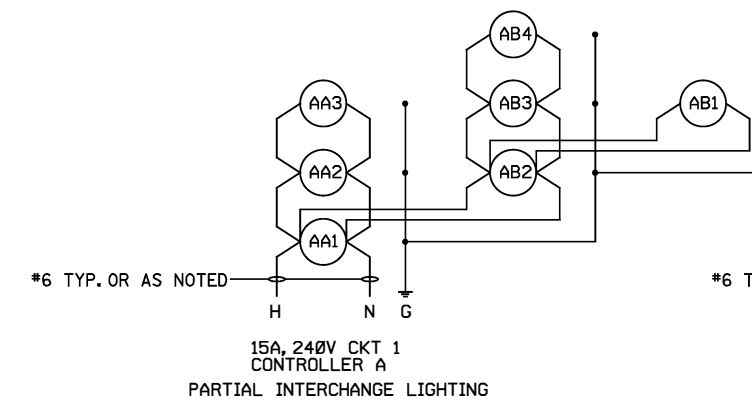 AB4
AA3
AB3
AB1
AA2
AB2
AA1
#6 TYP. OR AS NOTED
#6 T
H
N
G
15A, 240V CKT 1
CONTROLLER A
PARTIAL INTERCHANGE LIGHTING